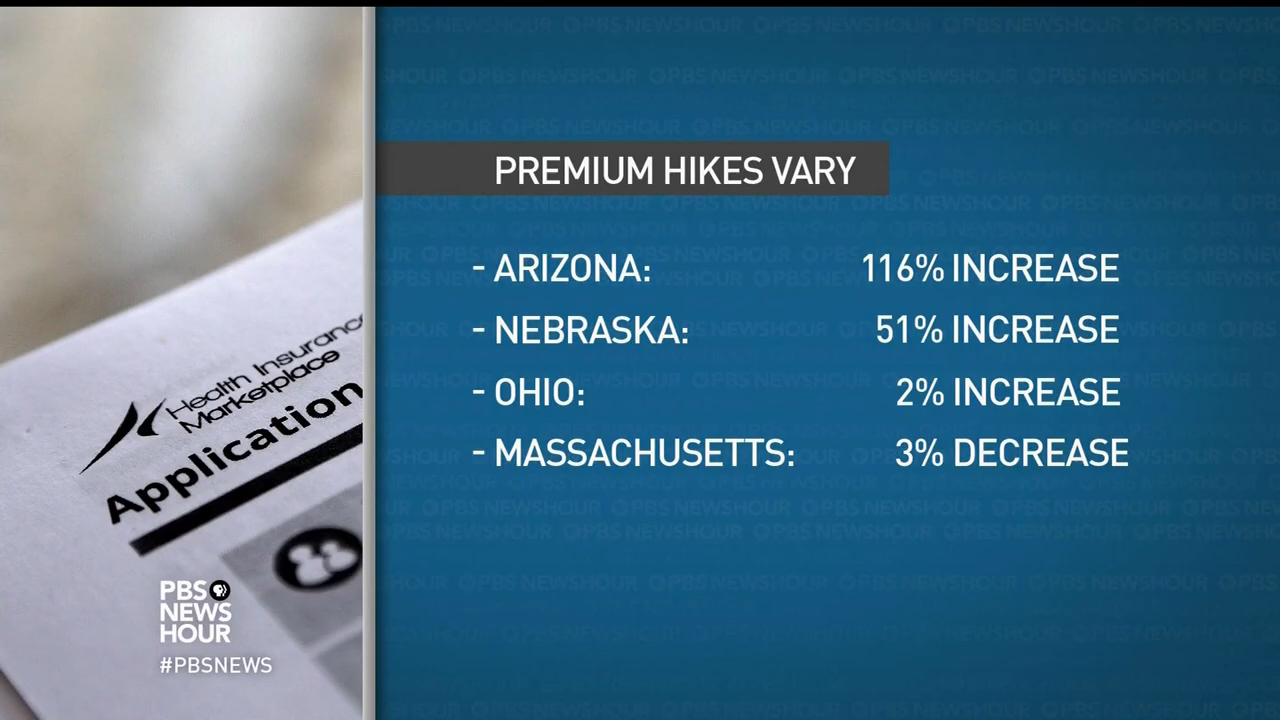 PREMIUM HIKES VARY
- ARIZONA: 116% INCREASE
- NEBRASKA: 51% INCREASE
- OHIO: 2% INCREASE
- MASSACHUSETTS: 3% DECREASE
Health Insuranc
Marketplace
Application
PBS
NEWS
HOUR
#PBSNEWS